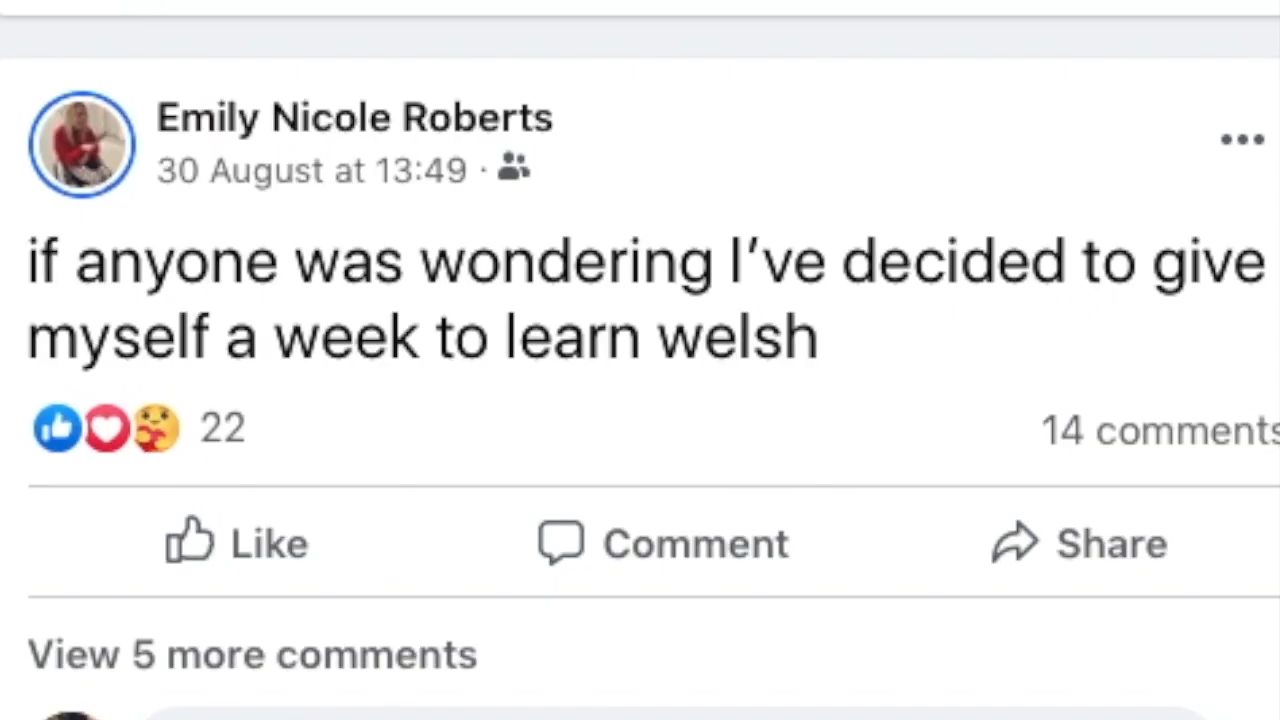 Emily Nicole Roberts
30 August at 13:49 ·
if anyone was wondering I've decided to give
myself a week to learn welsh
22
14 comments
Like
Comment
Share
View 5 more comments